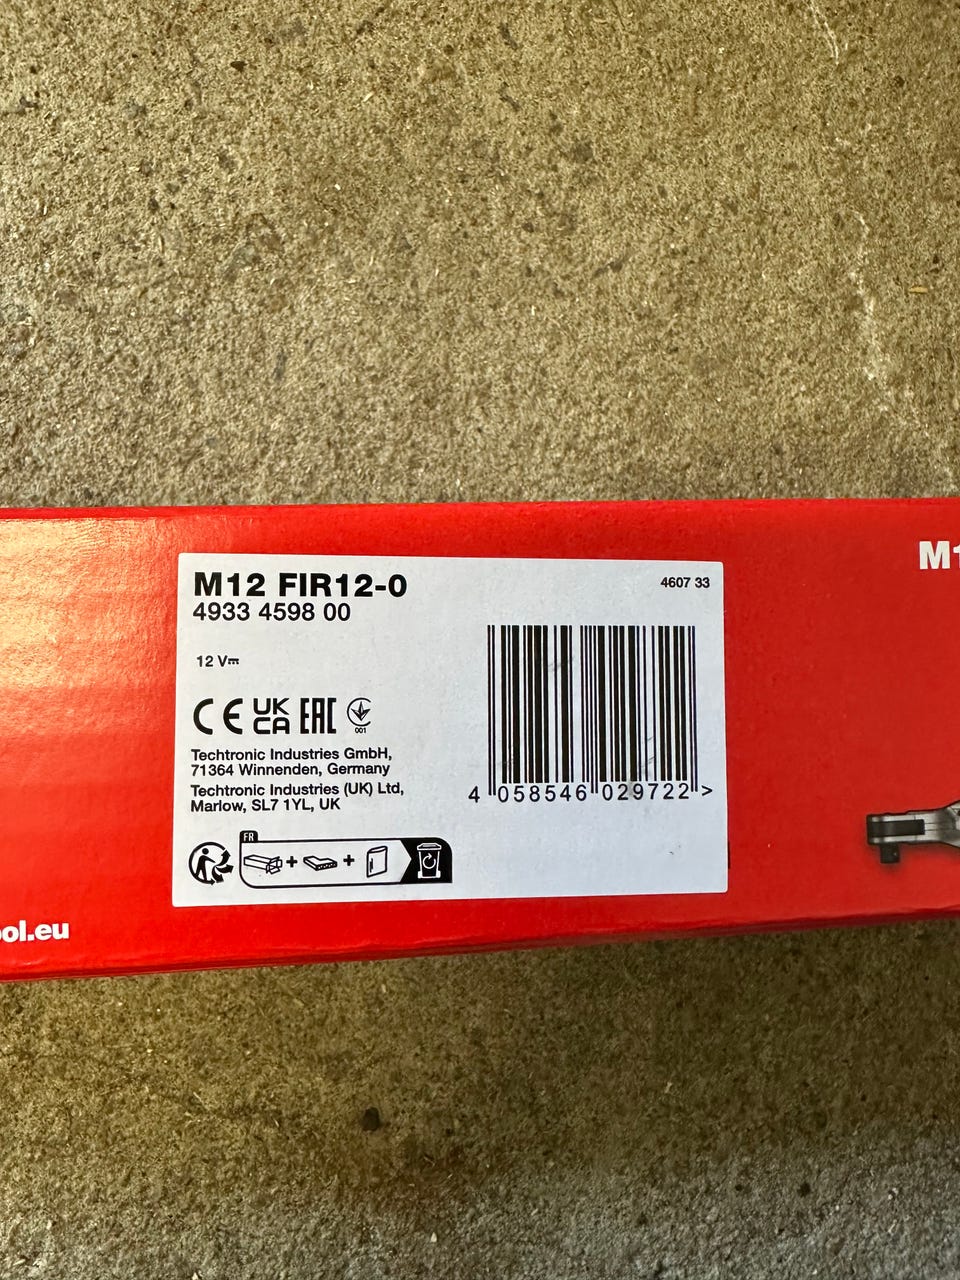 M12 FIR12-0
4933 4598 00
4607 33
12 V
CE UK CA EAC
001
Techtronic Industries GmbH,
71364 Winnenden, Germany
Techtronic Industries (UK) Ltd,
Marlow, SL7 1YL, UK
4 058546 029722 >
FR
+ +
ool.eu
M1